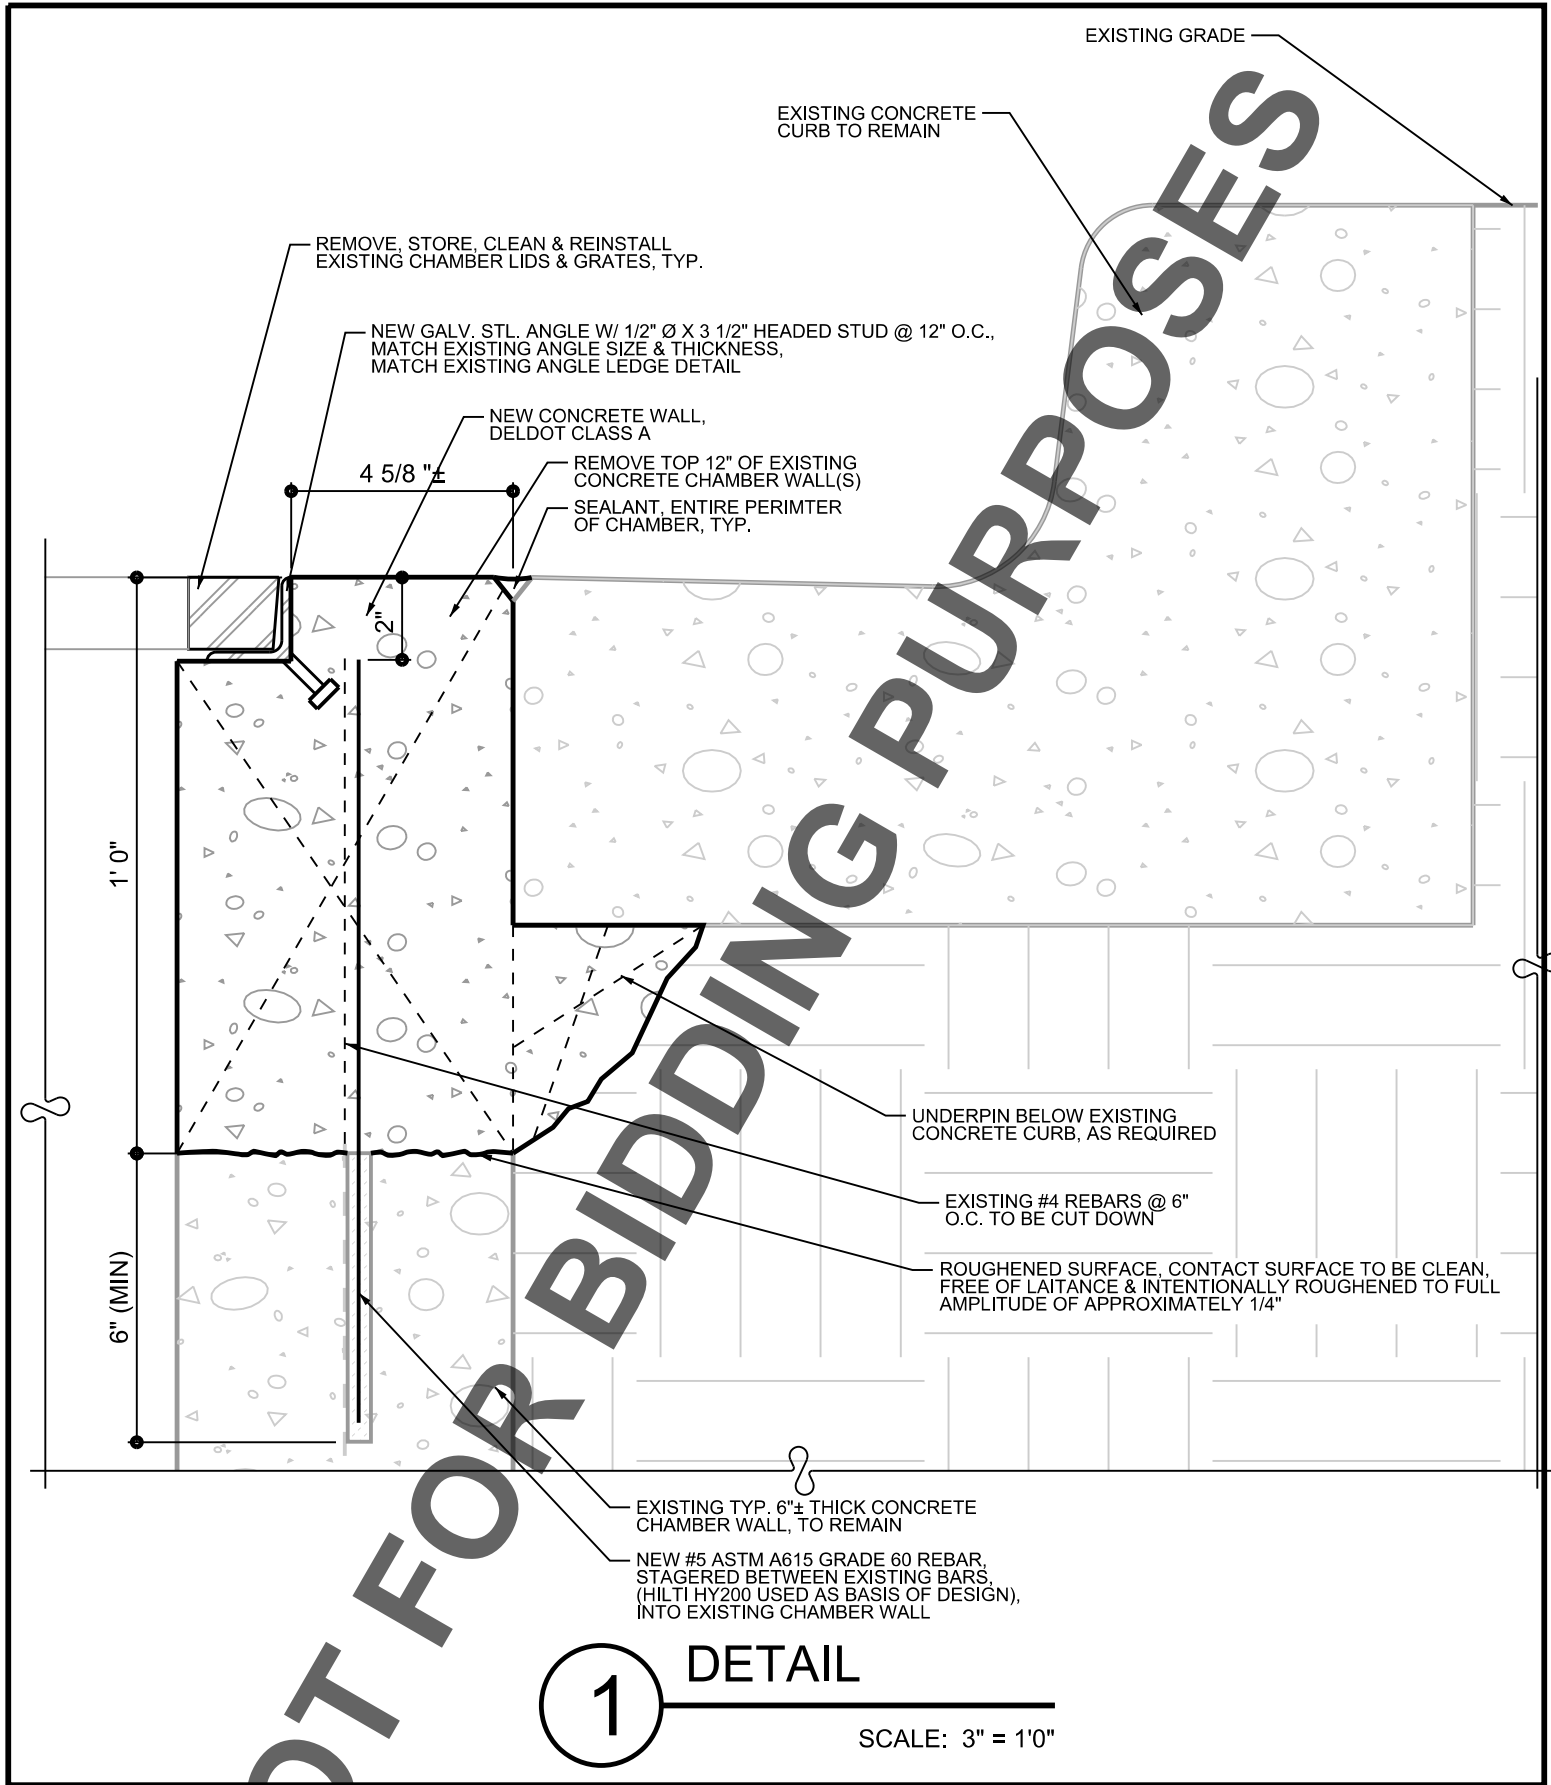 EXISTING GRADE
EXISTING CONCRETE
CURB TO REMAIN
REMOVE, STORE, CLEAN & REINSTALL
EXISTING CHAMBER LIDS & GRATES, TYP.
NEW GALV. STL. ANGLE W/ 1/2" Ø X 3 1/2" HEADED STUD @ 12" O.C.,
MATCH EXISTING ANGLE SIZE & THICKNESS,
MATCH EXISTING ANGLE LEDGE DETAIL
NEW CONCRETE WALL,
DELDOT CLASS A
4 5/8 "±
REMOVE TOP 12" OF EXISTING
CONCRETE CHAMBER WALL(S)
SEALANT, ENTIRE PERIMTER
OF CHAMBER, TYP.
2"
1' 0"
6" (MIN)
UNDERPIN BELOW EXISTING
CONCRETE CURB, AS REQUIRED
EXISTING #4 REBARS @ 6"
O.C. TO BE CUT DOWN
ROUGHENED SURFACE, CONTACT SURFACE TO BE CLEAN,
FREE OF LAITANCE & INTENTIONALLY ROUGHENED TO FULL
AMPLITUDE OF APPROXIMATELY 1/4"
EXISTING TYP. 6"± THICK CONCRETE
CHAMBER WALL, TO REMAIN
NEW #5 ASTM A615 GRADE 60 REBAR,
STAGERED BETWEEN EXISTING BARS,
(HILTI HY200 USED AS BASIS OF DESIGN),
INTO EXISTING CHAMBER WALL
1
DETAIL
SCALE: 3" = 1'0"
OT FOR BIDDING PURPOSES